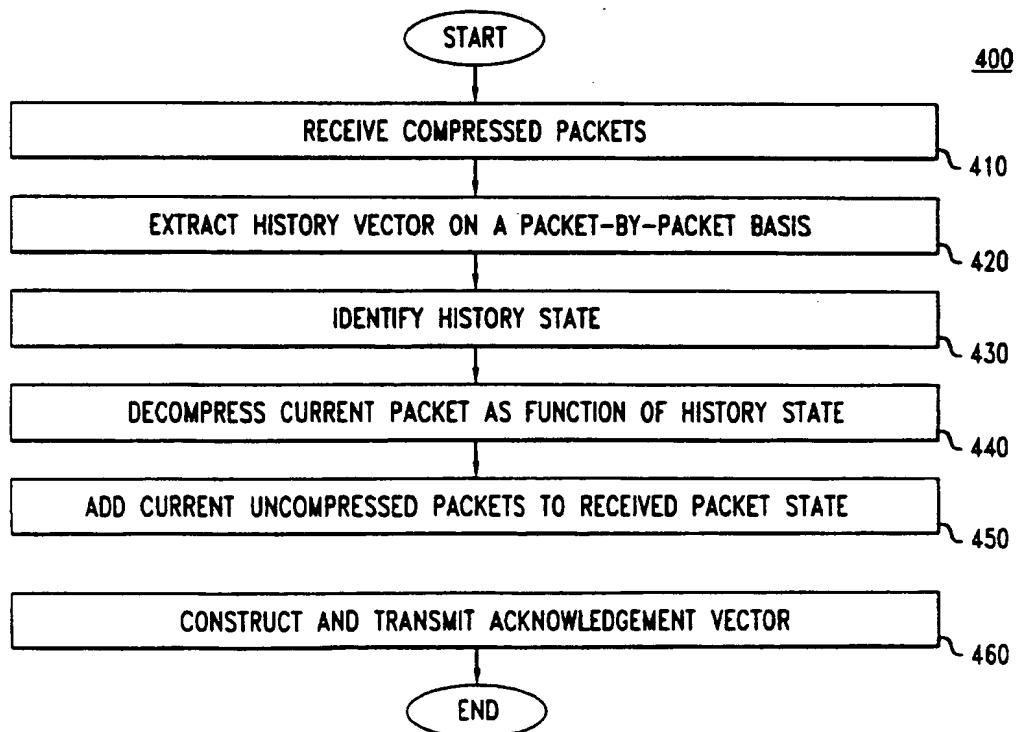 START
400
RECEIVE COMPRESSED PACKETS
410
EXTRACT HISTORY VECTOR ON A PACKET-BY-PACKET BASIS
420
IDENTIFY HISTORY STATE
430
DECOMPRESS CURRENT PACKET AS FUNCTION OF HISTORY STATE
440
ADD CURRENT UNCOMPRESSED PACKETS TO RECEIVED PACKET STATE
450
CONSTRUCT AND TRANSMIT ACKNOWLEDGEMENT VECTOR
460
END